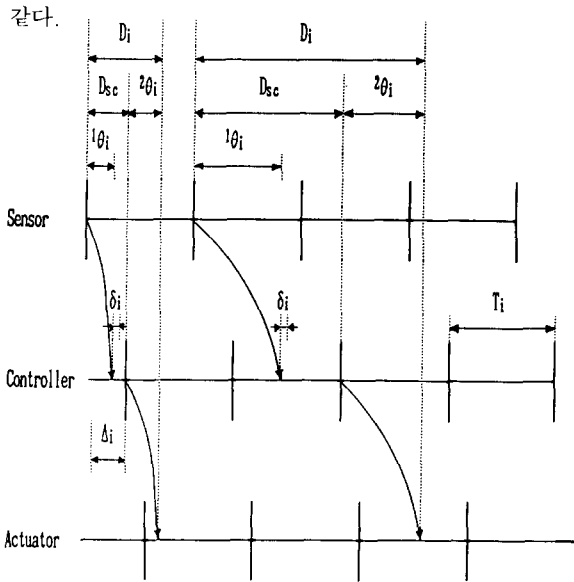 같다.
Di Di
Dsc ²θi Dsc ²θi
¹θi ¹θi
Sensor
δi δi Ti
Controller
Δi
Actuator